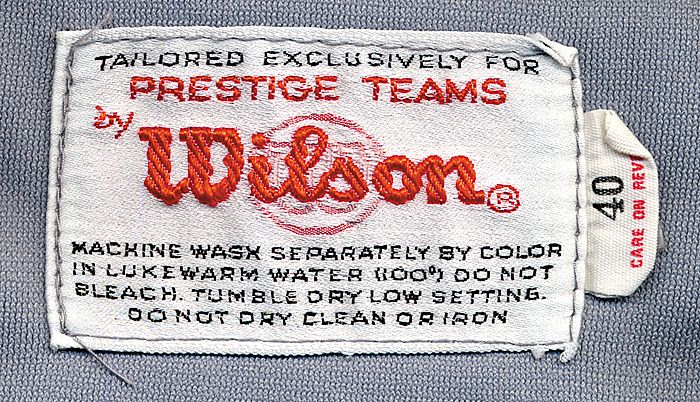 TAILORED EXCLUSIVELY FOR
PRESTIGE TEAMS
by Wilson ®
MACHINE WASH SEPARATELY BY COLOR
IN LUKEWARM WATER (100°) DO NOT
BLEACH. TUMBLE DRY LOW SETTING.
DO NOT DRY CLEAN OR IRON
40
CARE ON REVE